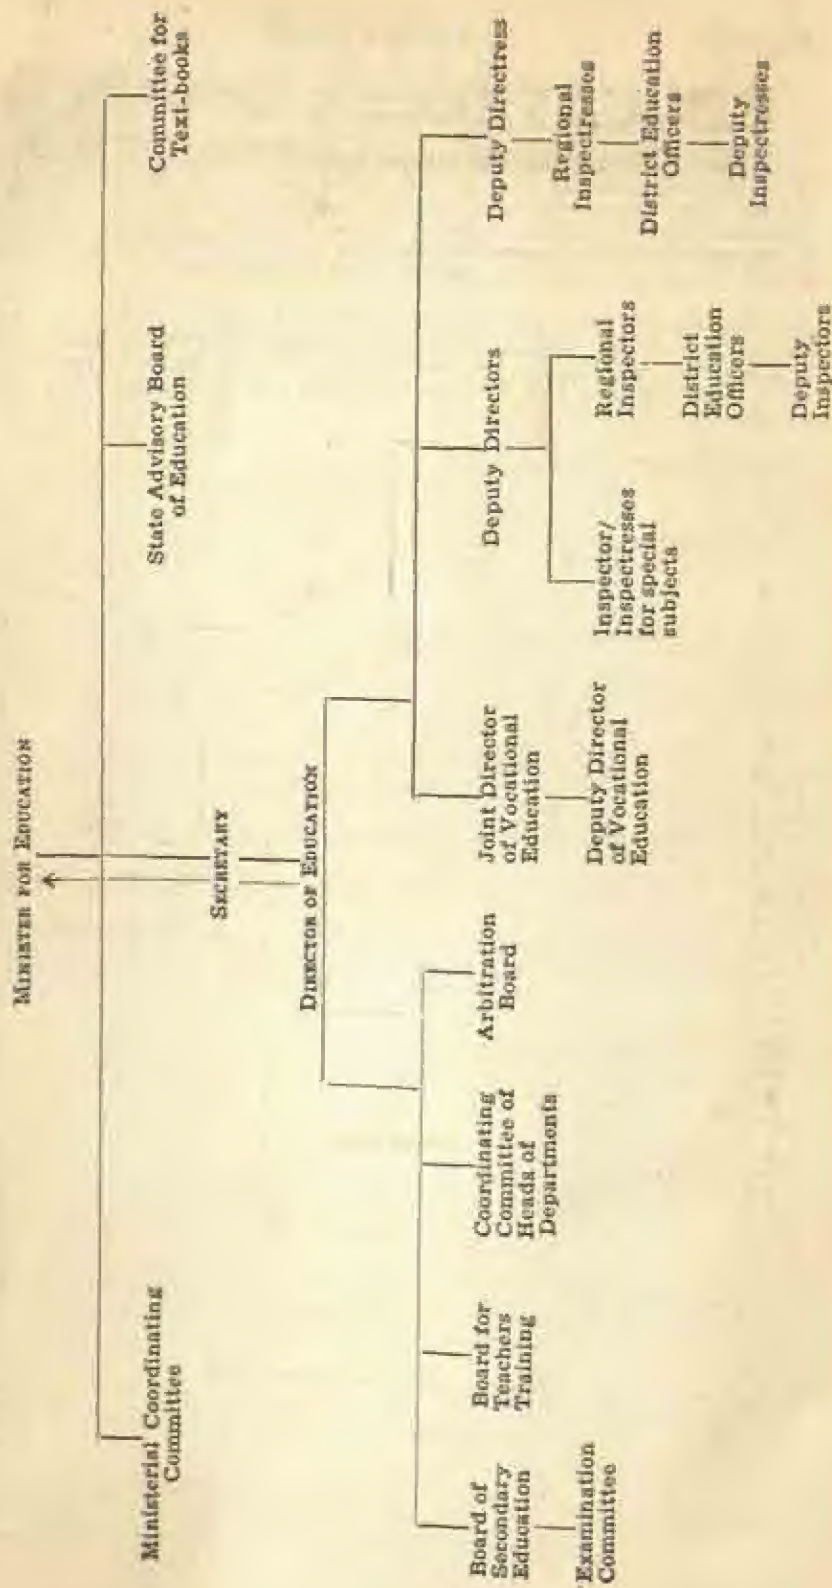 MINISTER FOR EDUCATION
Ministerial Coordinating
Committee
State Advisory Board
of Education
Committee for
Text-books
SECRETARY
DIRECTOR OF EDUCATION
Board of
Secondary
Education
Examination
Committee
Board for
Teachers
Training
Coordinating
Committee of
Heads of
Departments
Arbitration
Board
Joint Director
of Vocational
Education
Deputy Director
of Vocational
Education
Deputy Directors
Inspector/
Inspectresses
for special
subjects
Regional
Inspectors
District
Education
Officers
Deputy
Inspectors
Deputy Directress
Regional
Inspectresses
District Education
Officers
Deputy
Inspectresses